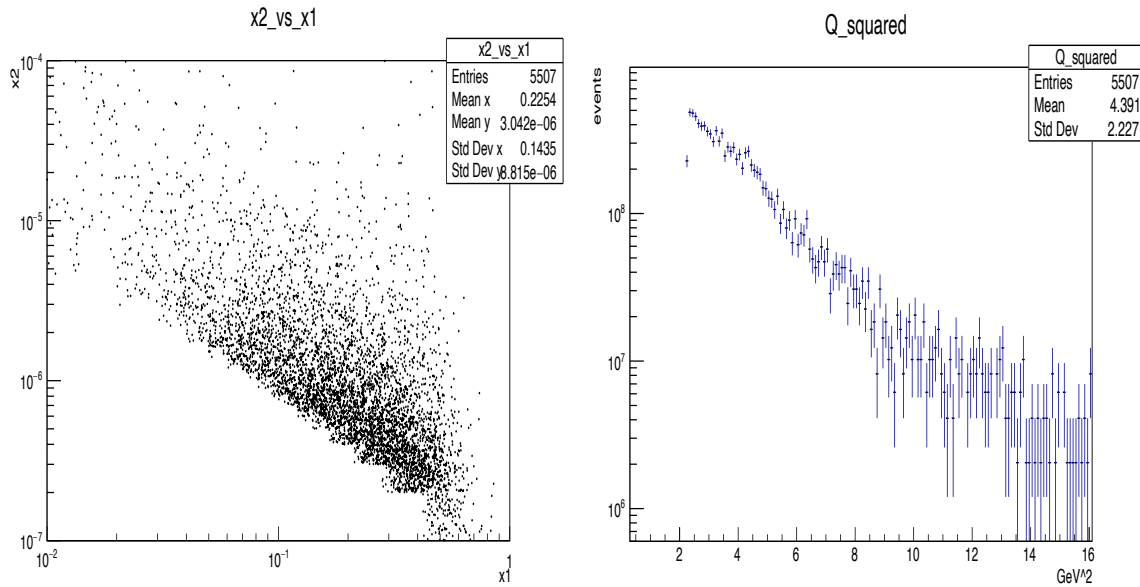 x2_vs_x1
x2_vs_x1
Entries 5507
Mean x 0.2254
Mean y 3.042e-06
Std Dev x 0.1435
Std Dev y 8.815e-06
x2
10^-4
10^-5
10^-6
10^-7
10^-2
10^-1
1
x1
Q_squared
Q_squared
Entries 5507
Mean 4.391
Std Dev 2.227
events
10^8
10^7
10^6
2 4 6 8 10 12 14 16
GeV^2